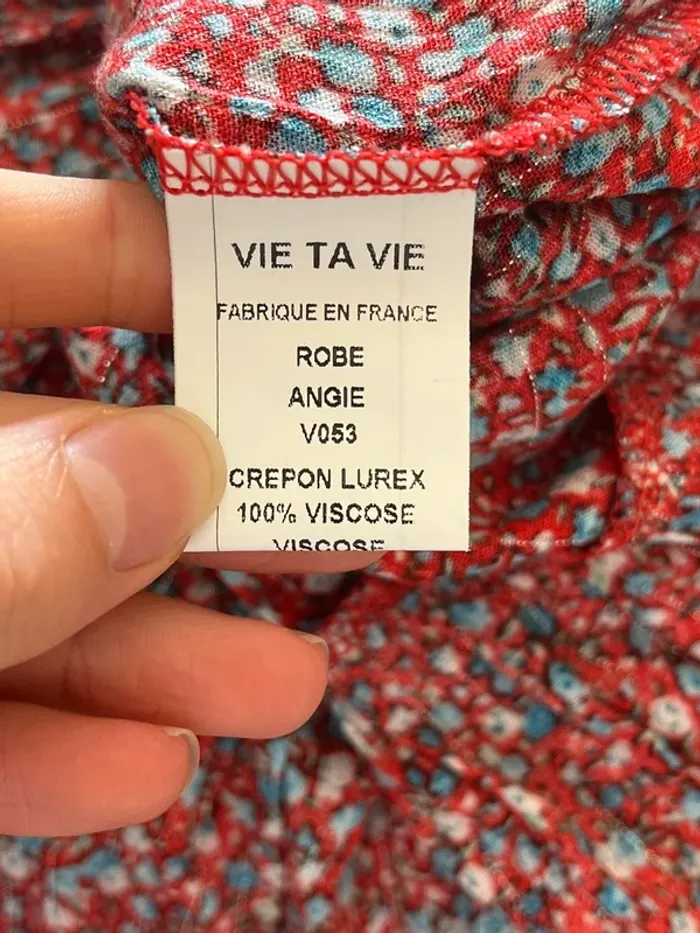 VIE TA VIE
FABRIQUE EN FRANCE
ROBE
ANGIE
V053
CREPON LUREX
100% VISCOSE
VISCOSE